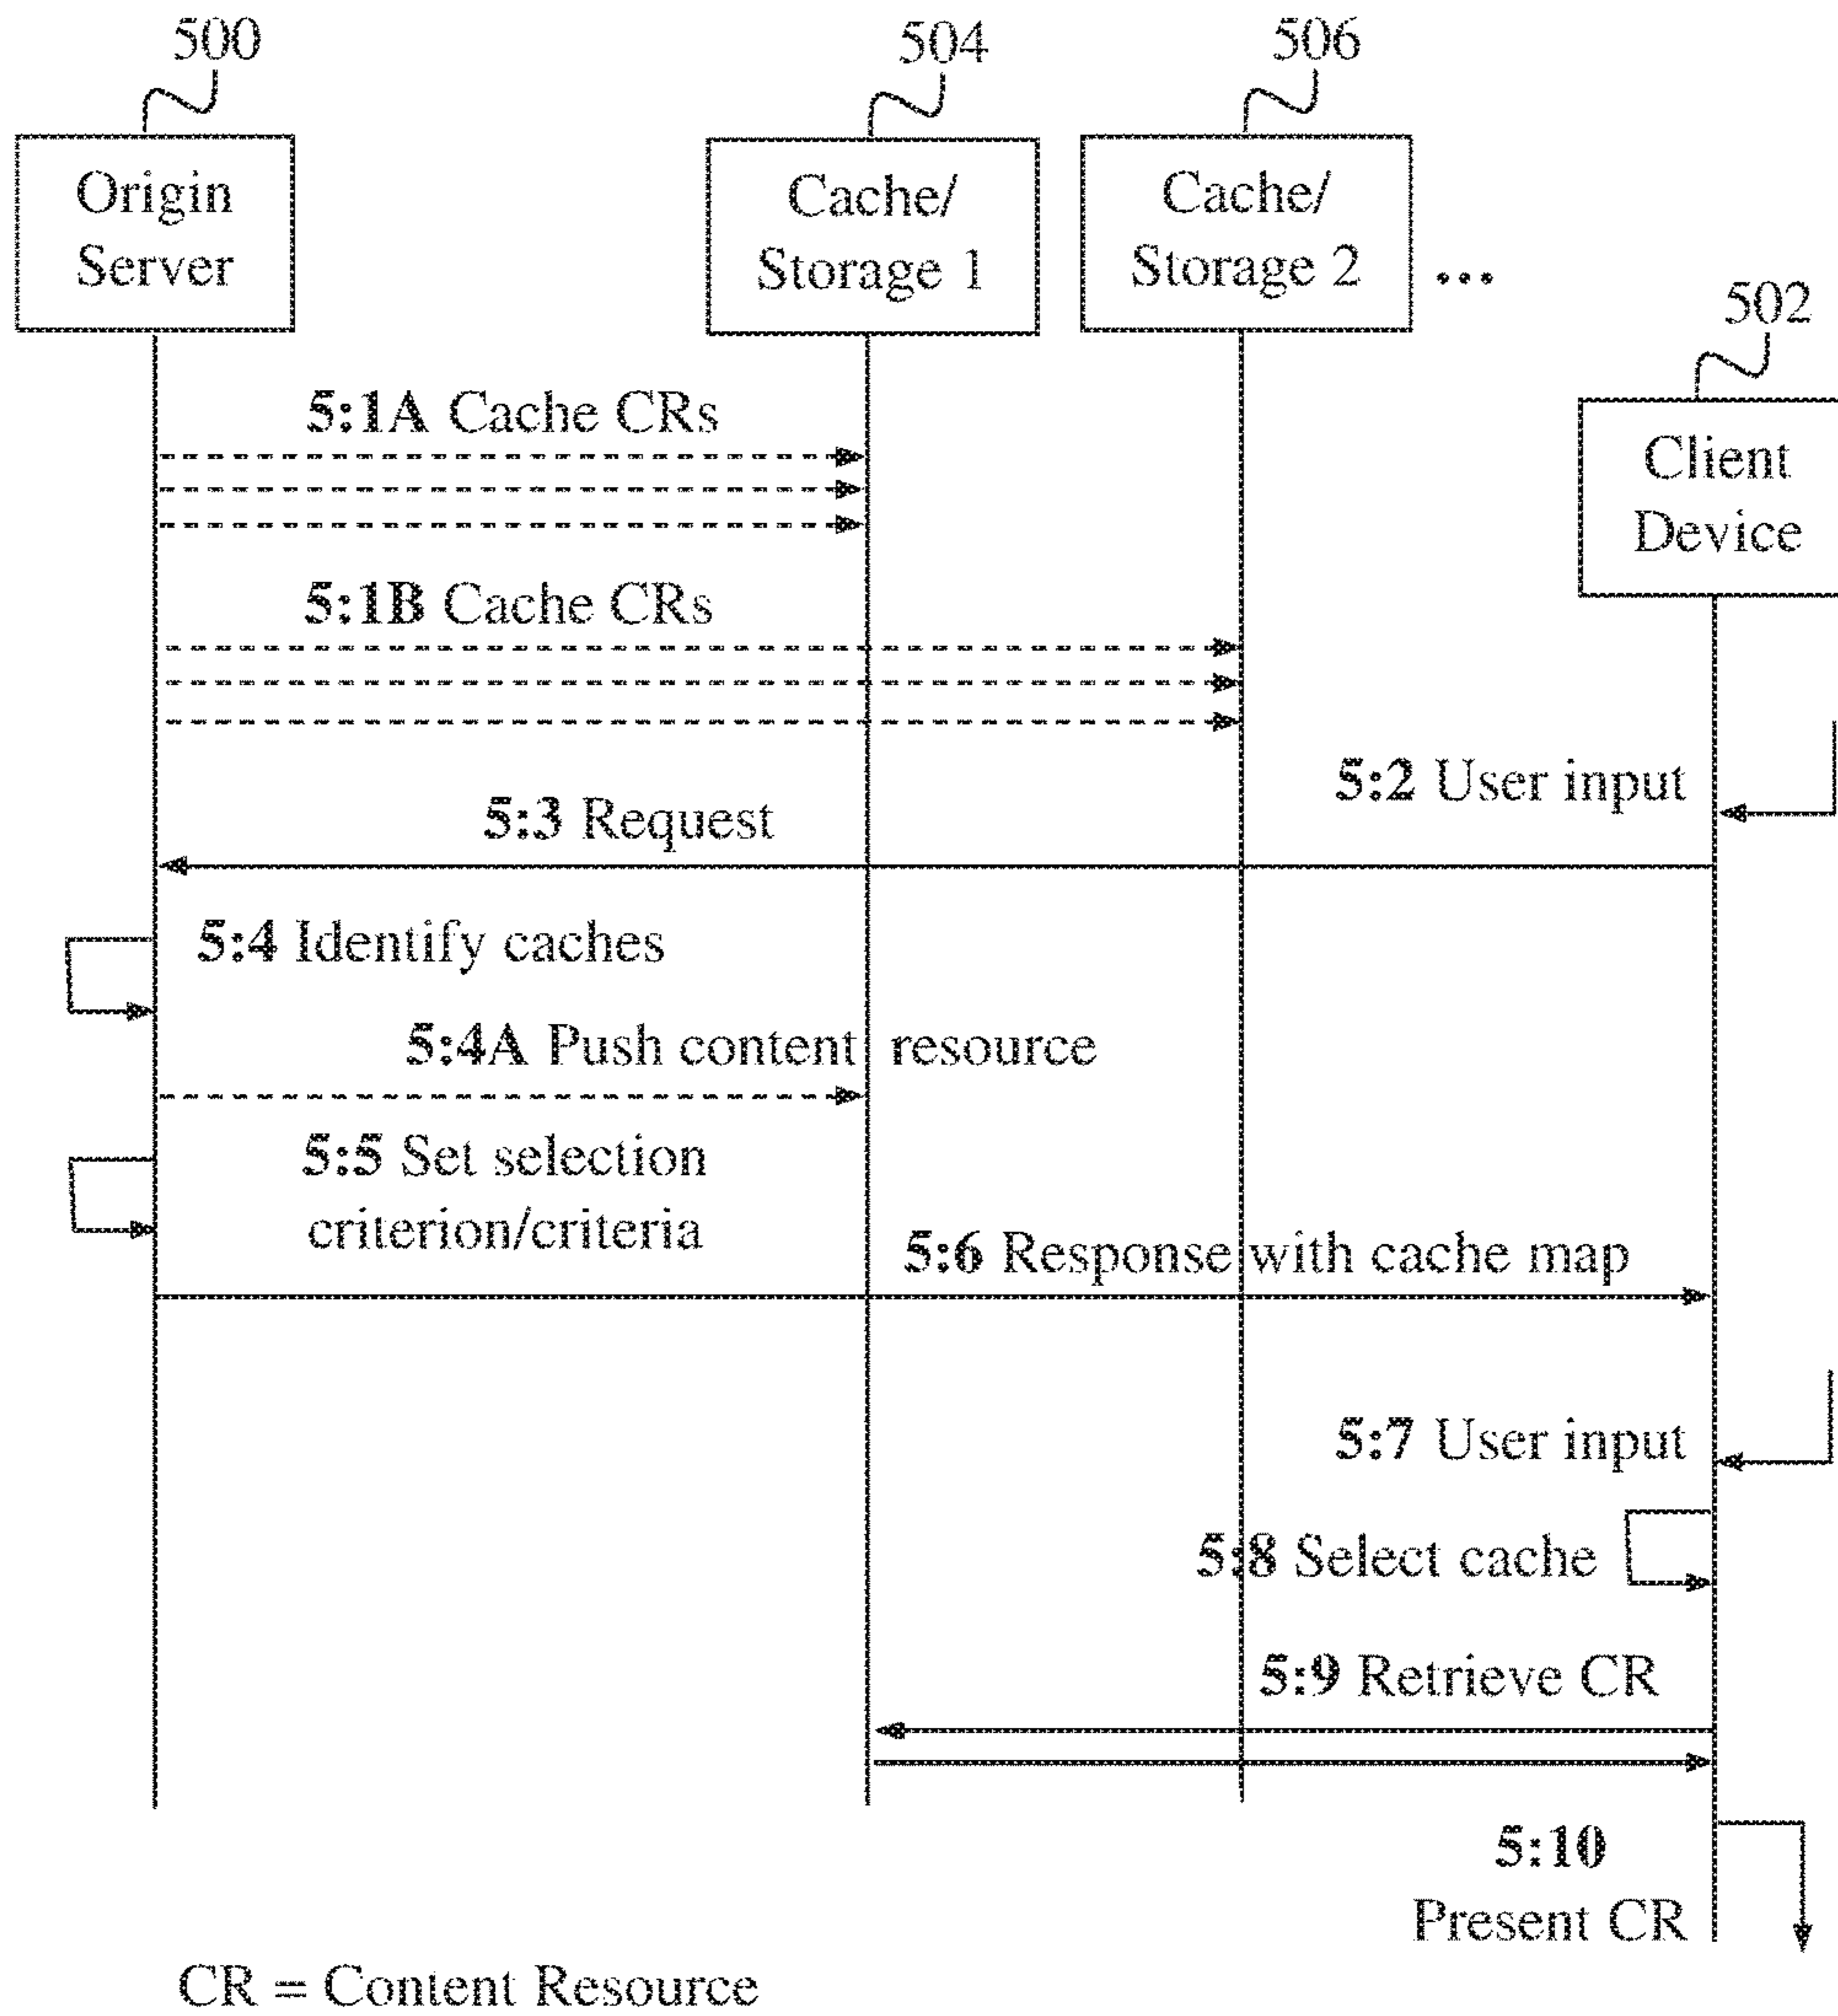 500
504
506
Origin
Server
Cache/
Storage 1
Cache/
Storage 2
...
502
Client
Device
5:1A Cache CRs
5:1B Cache CRs
5:2 User input
5:3 Request
5:4 Identify caches
5:4A Push content resource
5:5 Set selection
criterion/criteria
5:6 Response with cache map
5:7 User input
5:8 Select cache
5:9 Retrieve CR
5:10
Present CR
CR = Content Resource